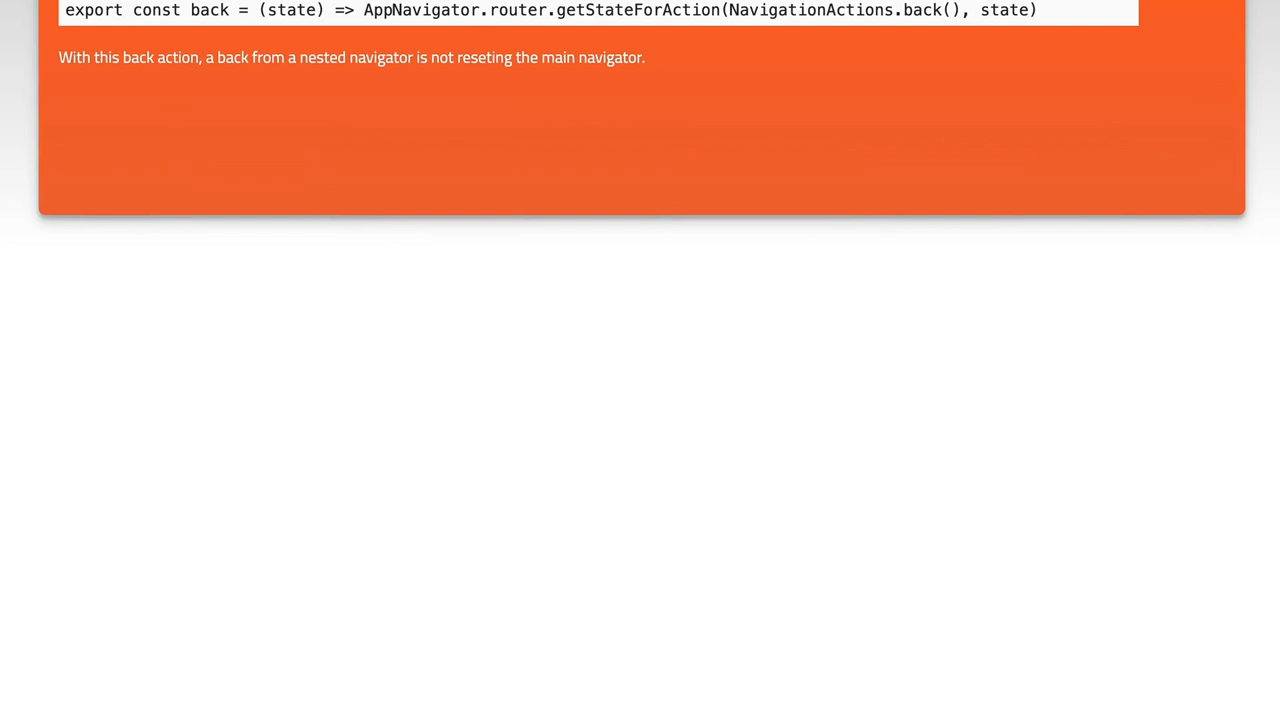 export const back = (state) => AppNavigator.router.getStateForAction(NavigationActions.back(), state)
With this back action, a back from a nested navigator is not reseting the main navigator.